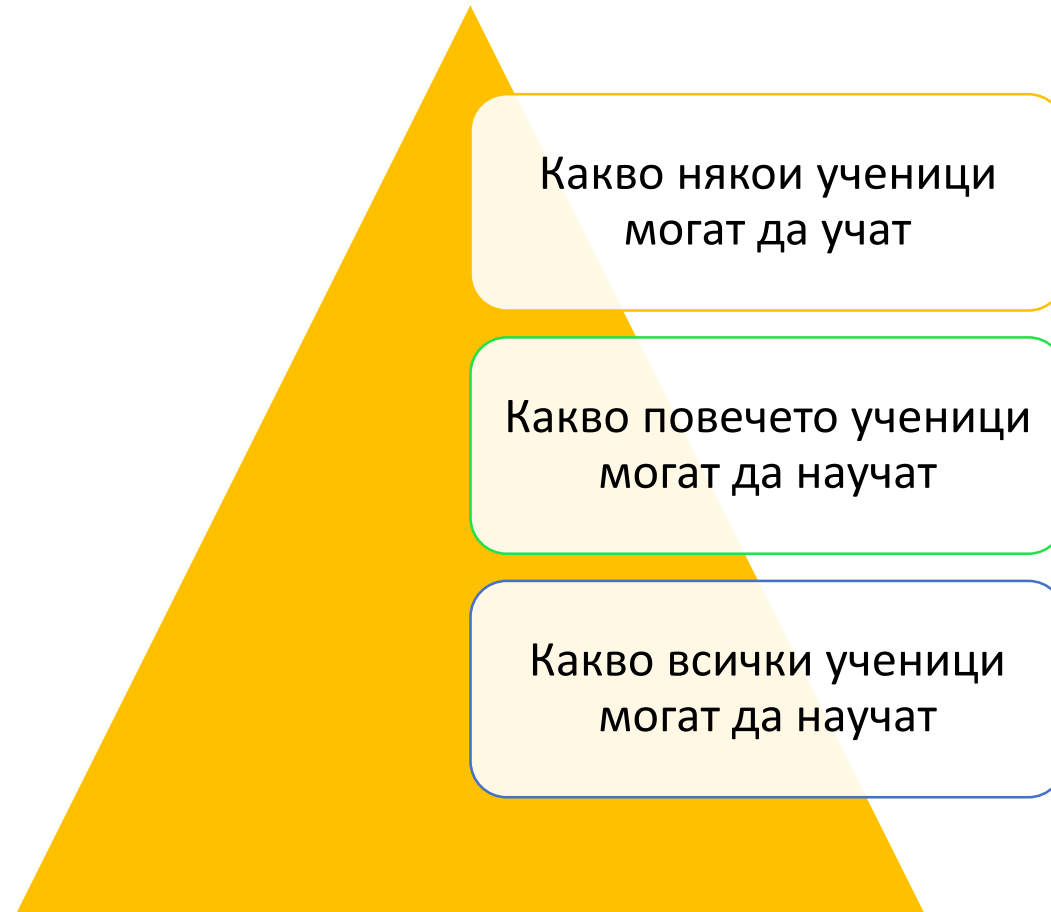 Какво някои ученици
могат да учат
Какво повечето ученици
могат да научат
Какво всички ученици
могат да научат